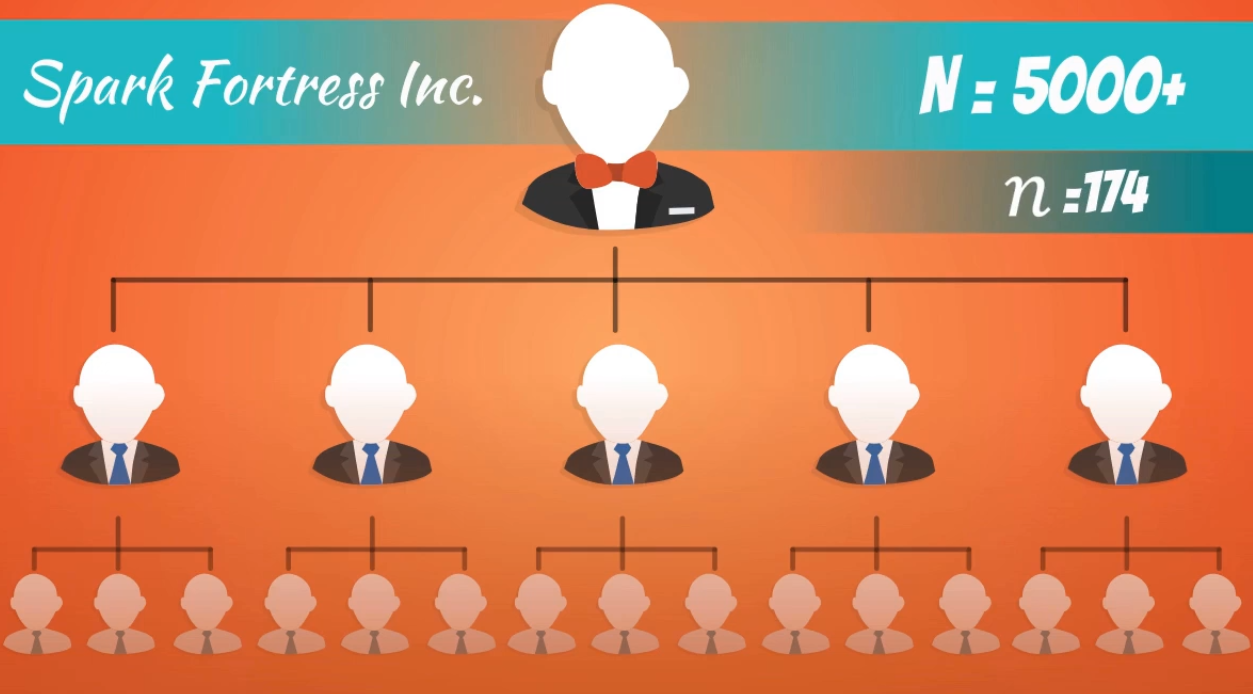 Spark Fortress Inc.
N = 5000+
n =174